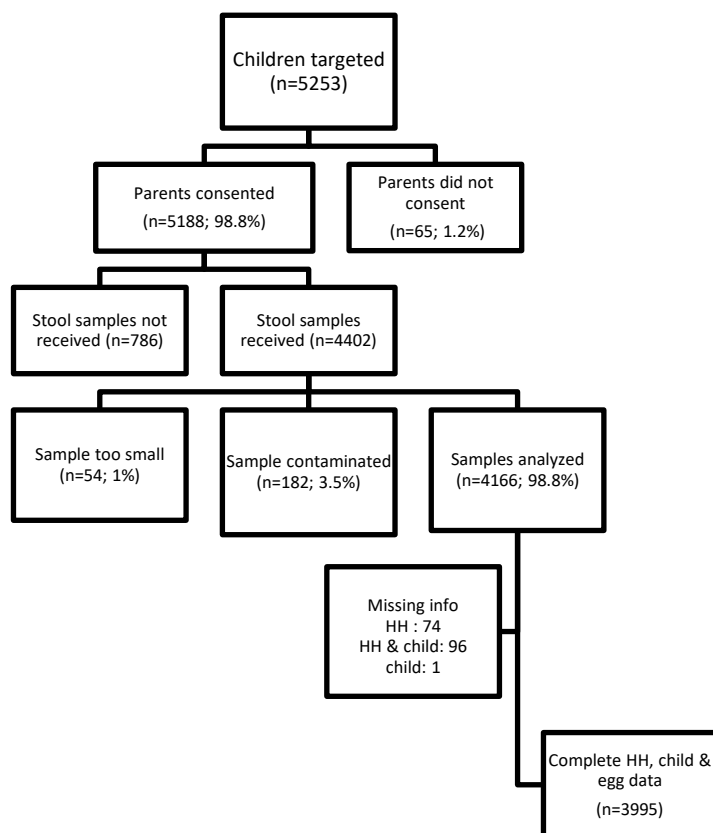 Children targeted
(n=5253)
Parents consented
(n=5188; 98.8%)
Parents did not
consent
(n=65; 1.2%)
Stool samples not
received (n=786)
Stool samples
received (n=4402)
Sample too small
(n=54; 1%)
Sample contaminated
(n=182; 3.5%)
Samples analyzed
(n=4166; 98.8%)
Missing info
HH : 74
HH & child: 96
child: 1
Complete HH, child &
egg data
(n=3995)